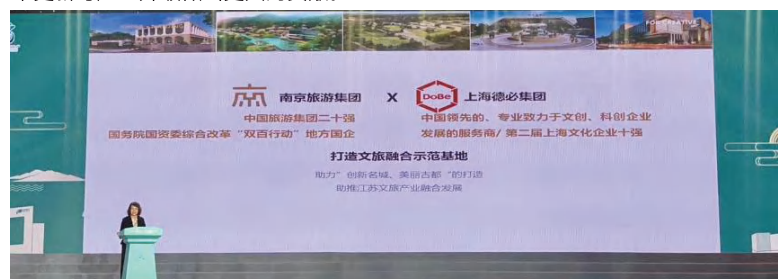 FOR CREATIVE
南京旅游集团 X DoBe 上海德必集团
中国旅游集团二十强 中国领先的、专业致力于文创、科创企业
国务院国资委综合改革“双百行动”地方国企 发展的服务商/ 第二届上海文化企业十强
打造文旅融合示范基地
助力“创新名城、美丽古都”的打造
助推江苏文旅产业融合发展